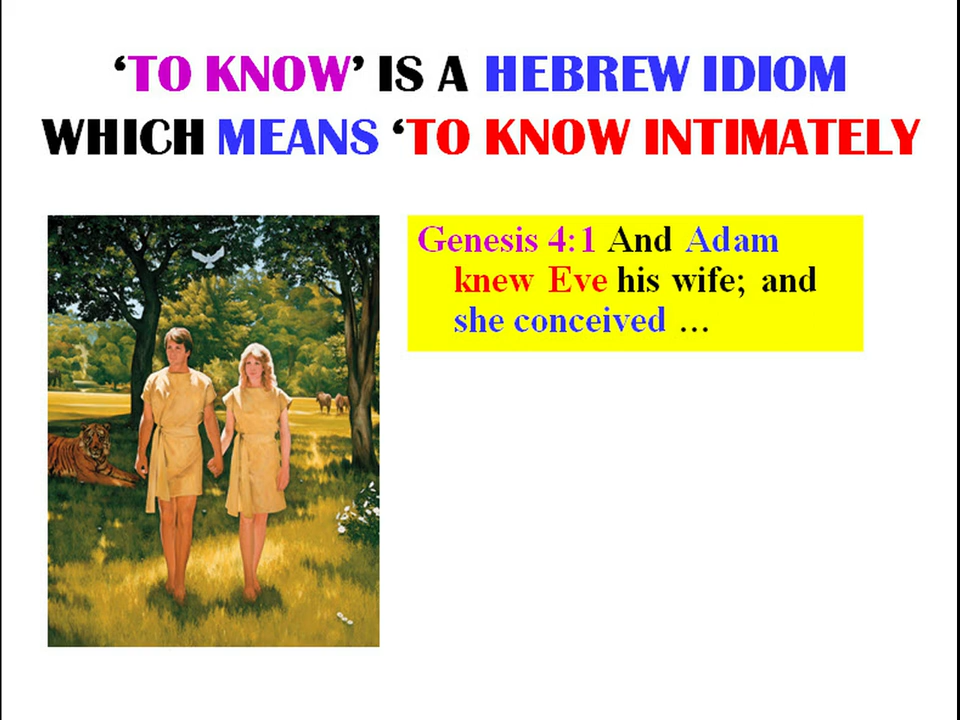 ‘TO KNOW’ IS A HEBREW IDIOM
WHICH MEANS ‘TO KNOW INTIMATELY
Genesis 4:1 And Adam
knew Eve his wife; and
she conceived ...